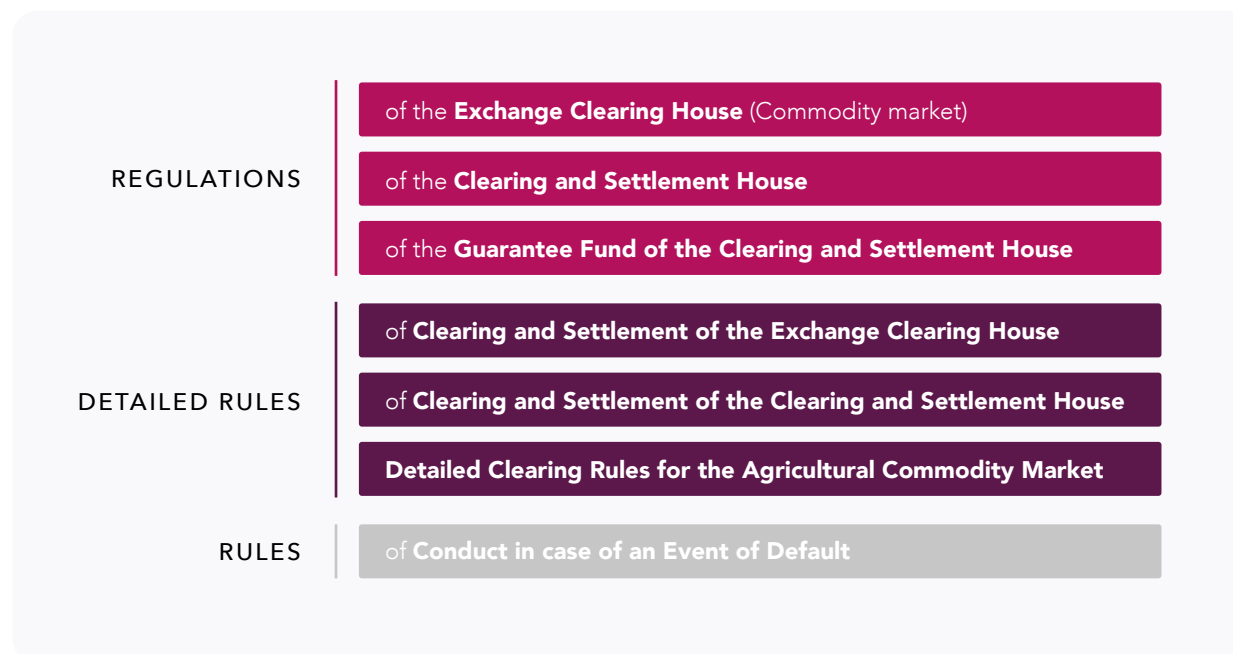 REGULATIONS
of the Exchange Clearing House (Commodity market)
of the Clearing and Settlement House
of the Guarantee Fund of the Clearing and Settlement House
DETAILED RULES
of Clearing and Settlement of the Exchange Clearing House
of Clearing and Settlement of the Clearing and Settlement House
Detailed Clearing Rules for the Agricultural Commodity Market
RULES
of Conduct in case of an Event of Default